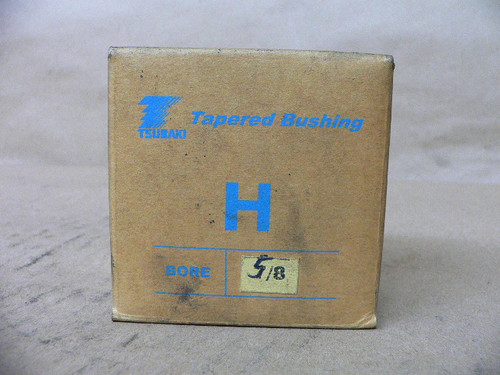 TSUBAKI
Tapered Bushing
H
BORE
5/8